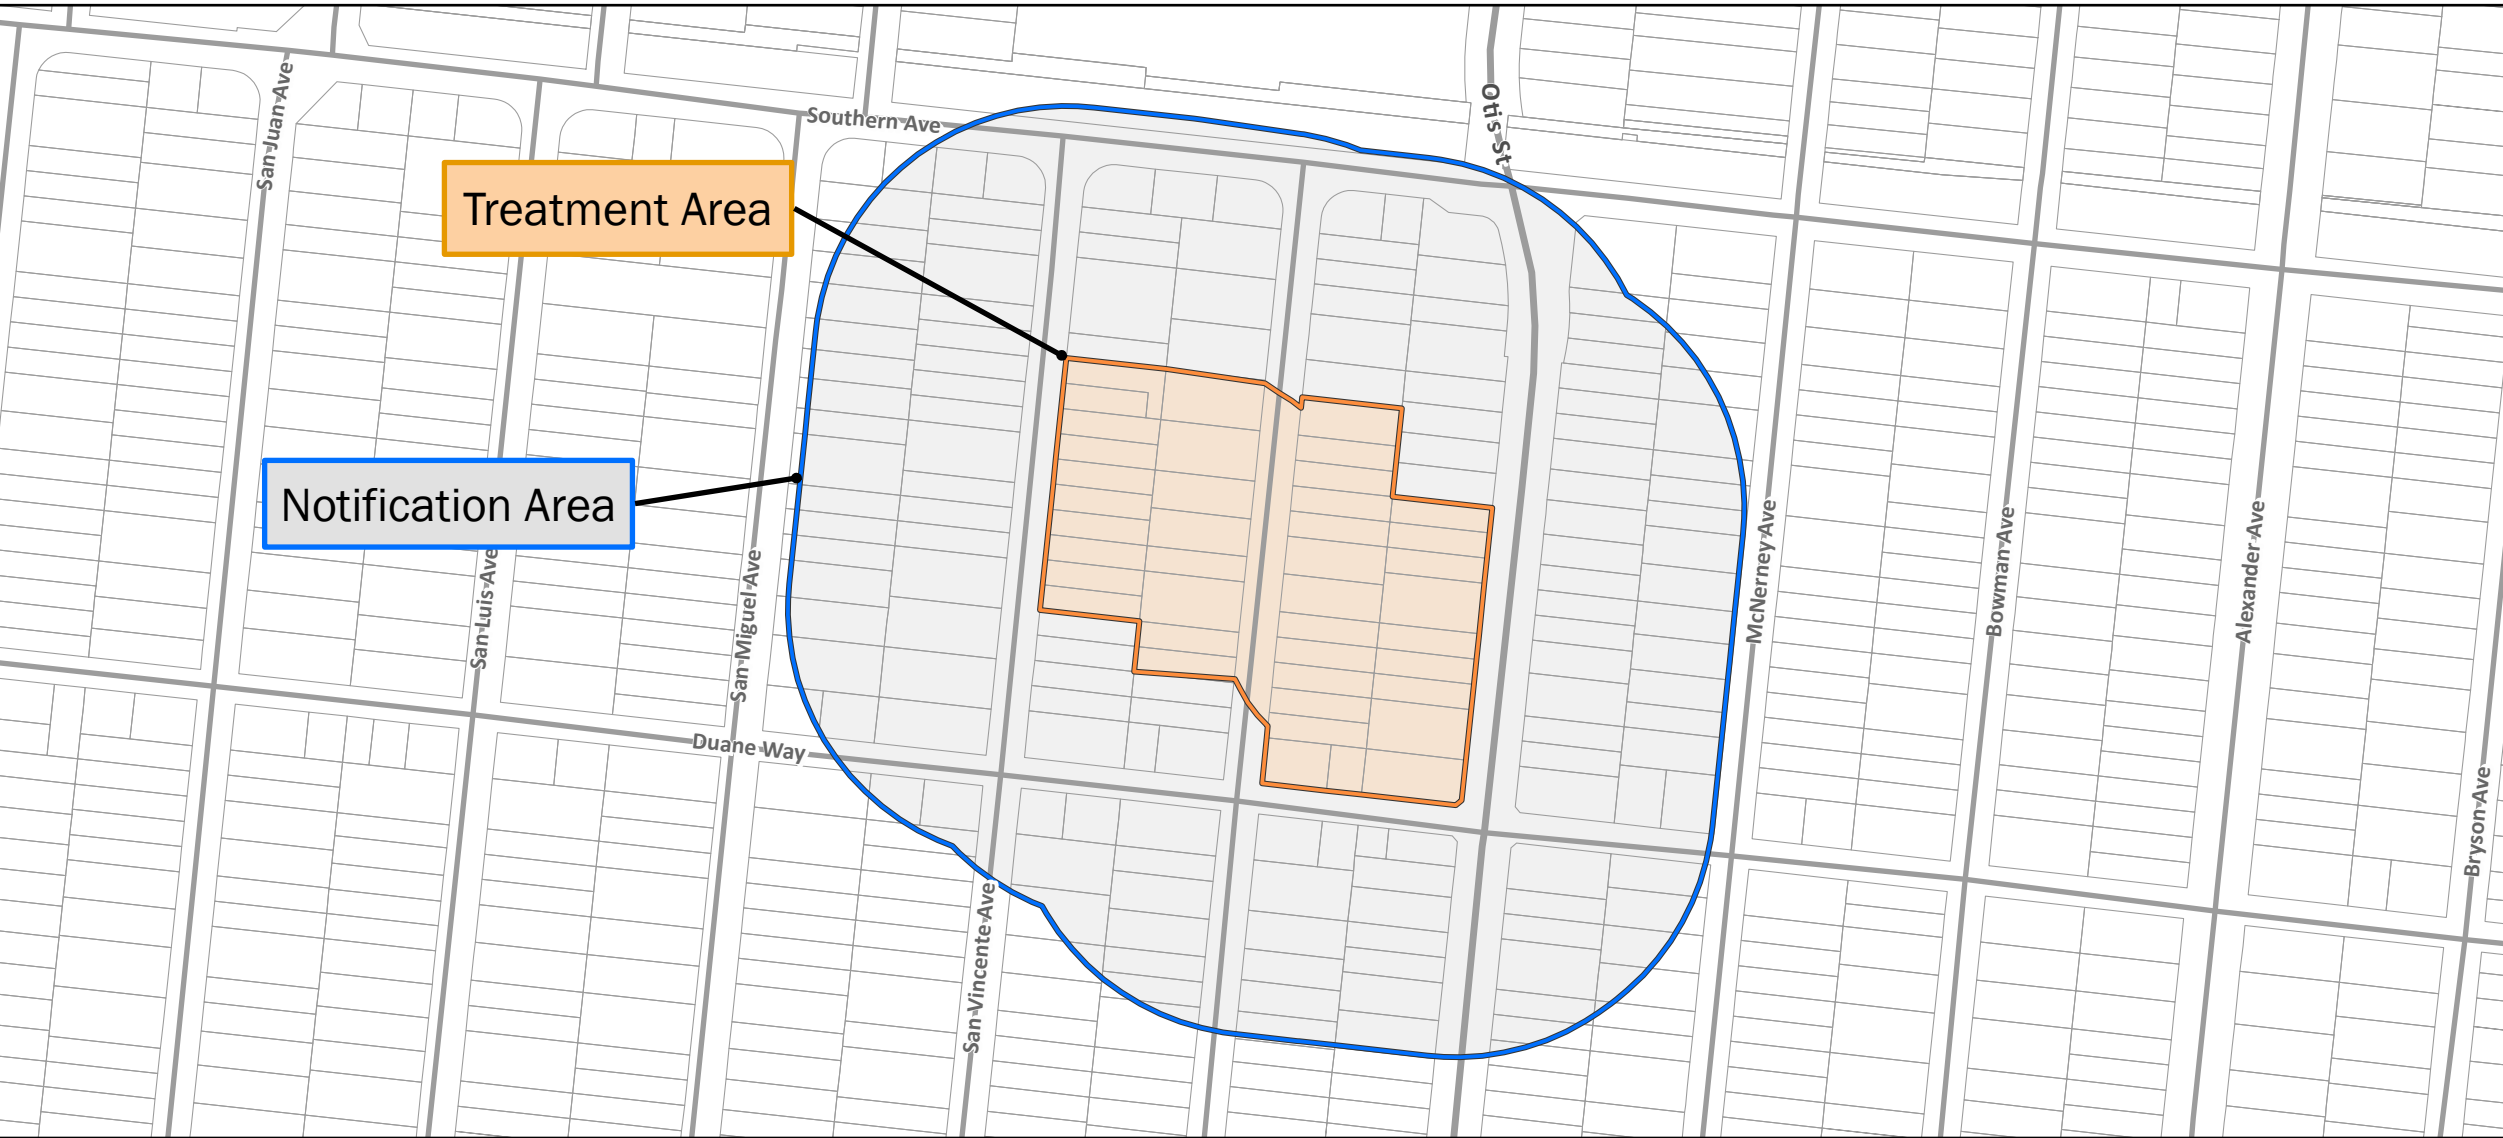 Southern Ave
San Juan Ave
Otis St
Treatment Area
Notification Area
San Luis Ave
San Miguel Ave
McNerney Ave
Bowman Ave
Alexander Ave
Duane Way
Bryson Ave
San Vincente Ave